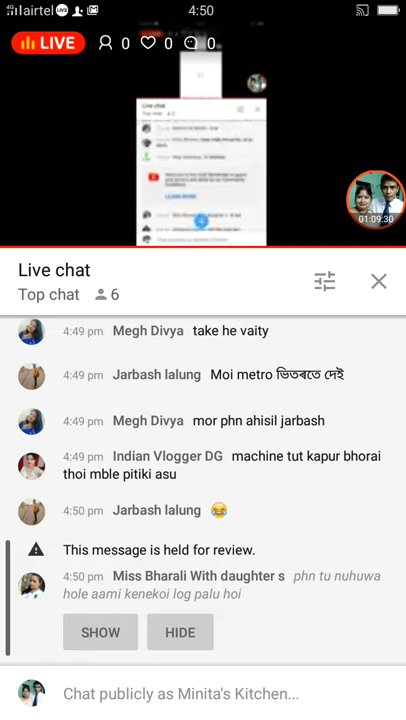 4G airtel LIVE 4:50
LIVE 0 0 0
Live chat
01:09:30
Live chat
Top chat 6
4:49 pm Megh Divya take he vaity
4:49 pm Jarbash lalung Moi metro ভিতৰতে দেই
4:49 pm Megh Divya mor phn ahisil jarbash
4:49 pm Indian Vlogger DG machine tut kapur bhorai
thoi mble pitiki asu
4:50 pm Jarbash lalung 😂
This message is held for review.
4:50 pm Miss Bharali With daughter s phn tu nuhuwa
hole aami kenekoi log palu hoi
SHOW HIDE
Chat publicly as Minita's Kitchen...